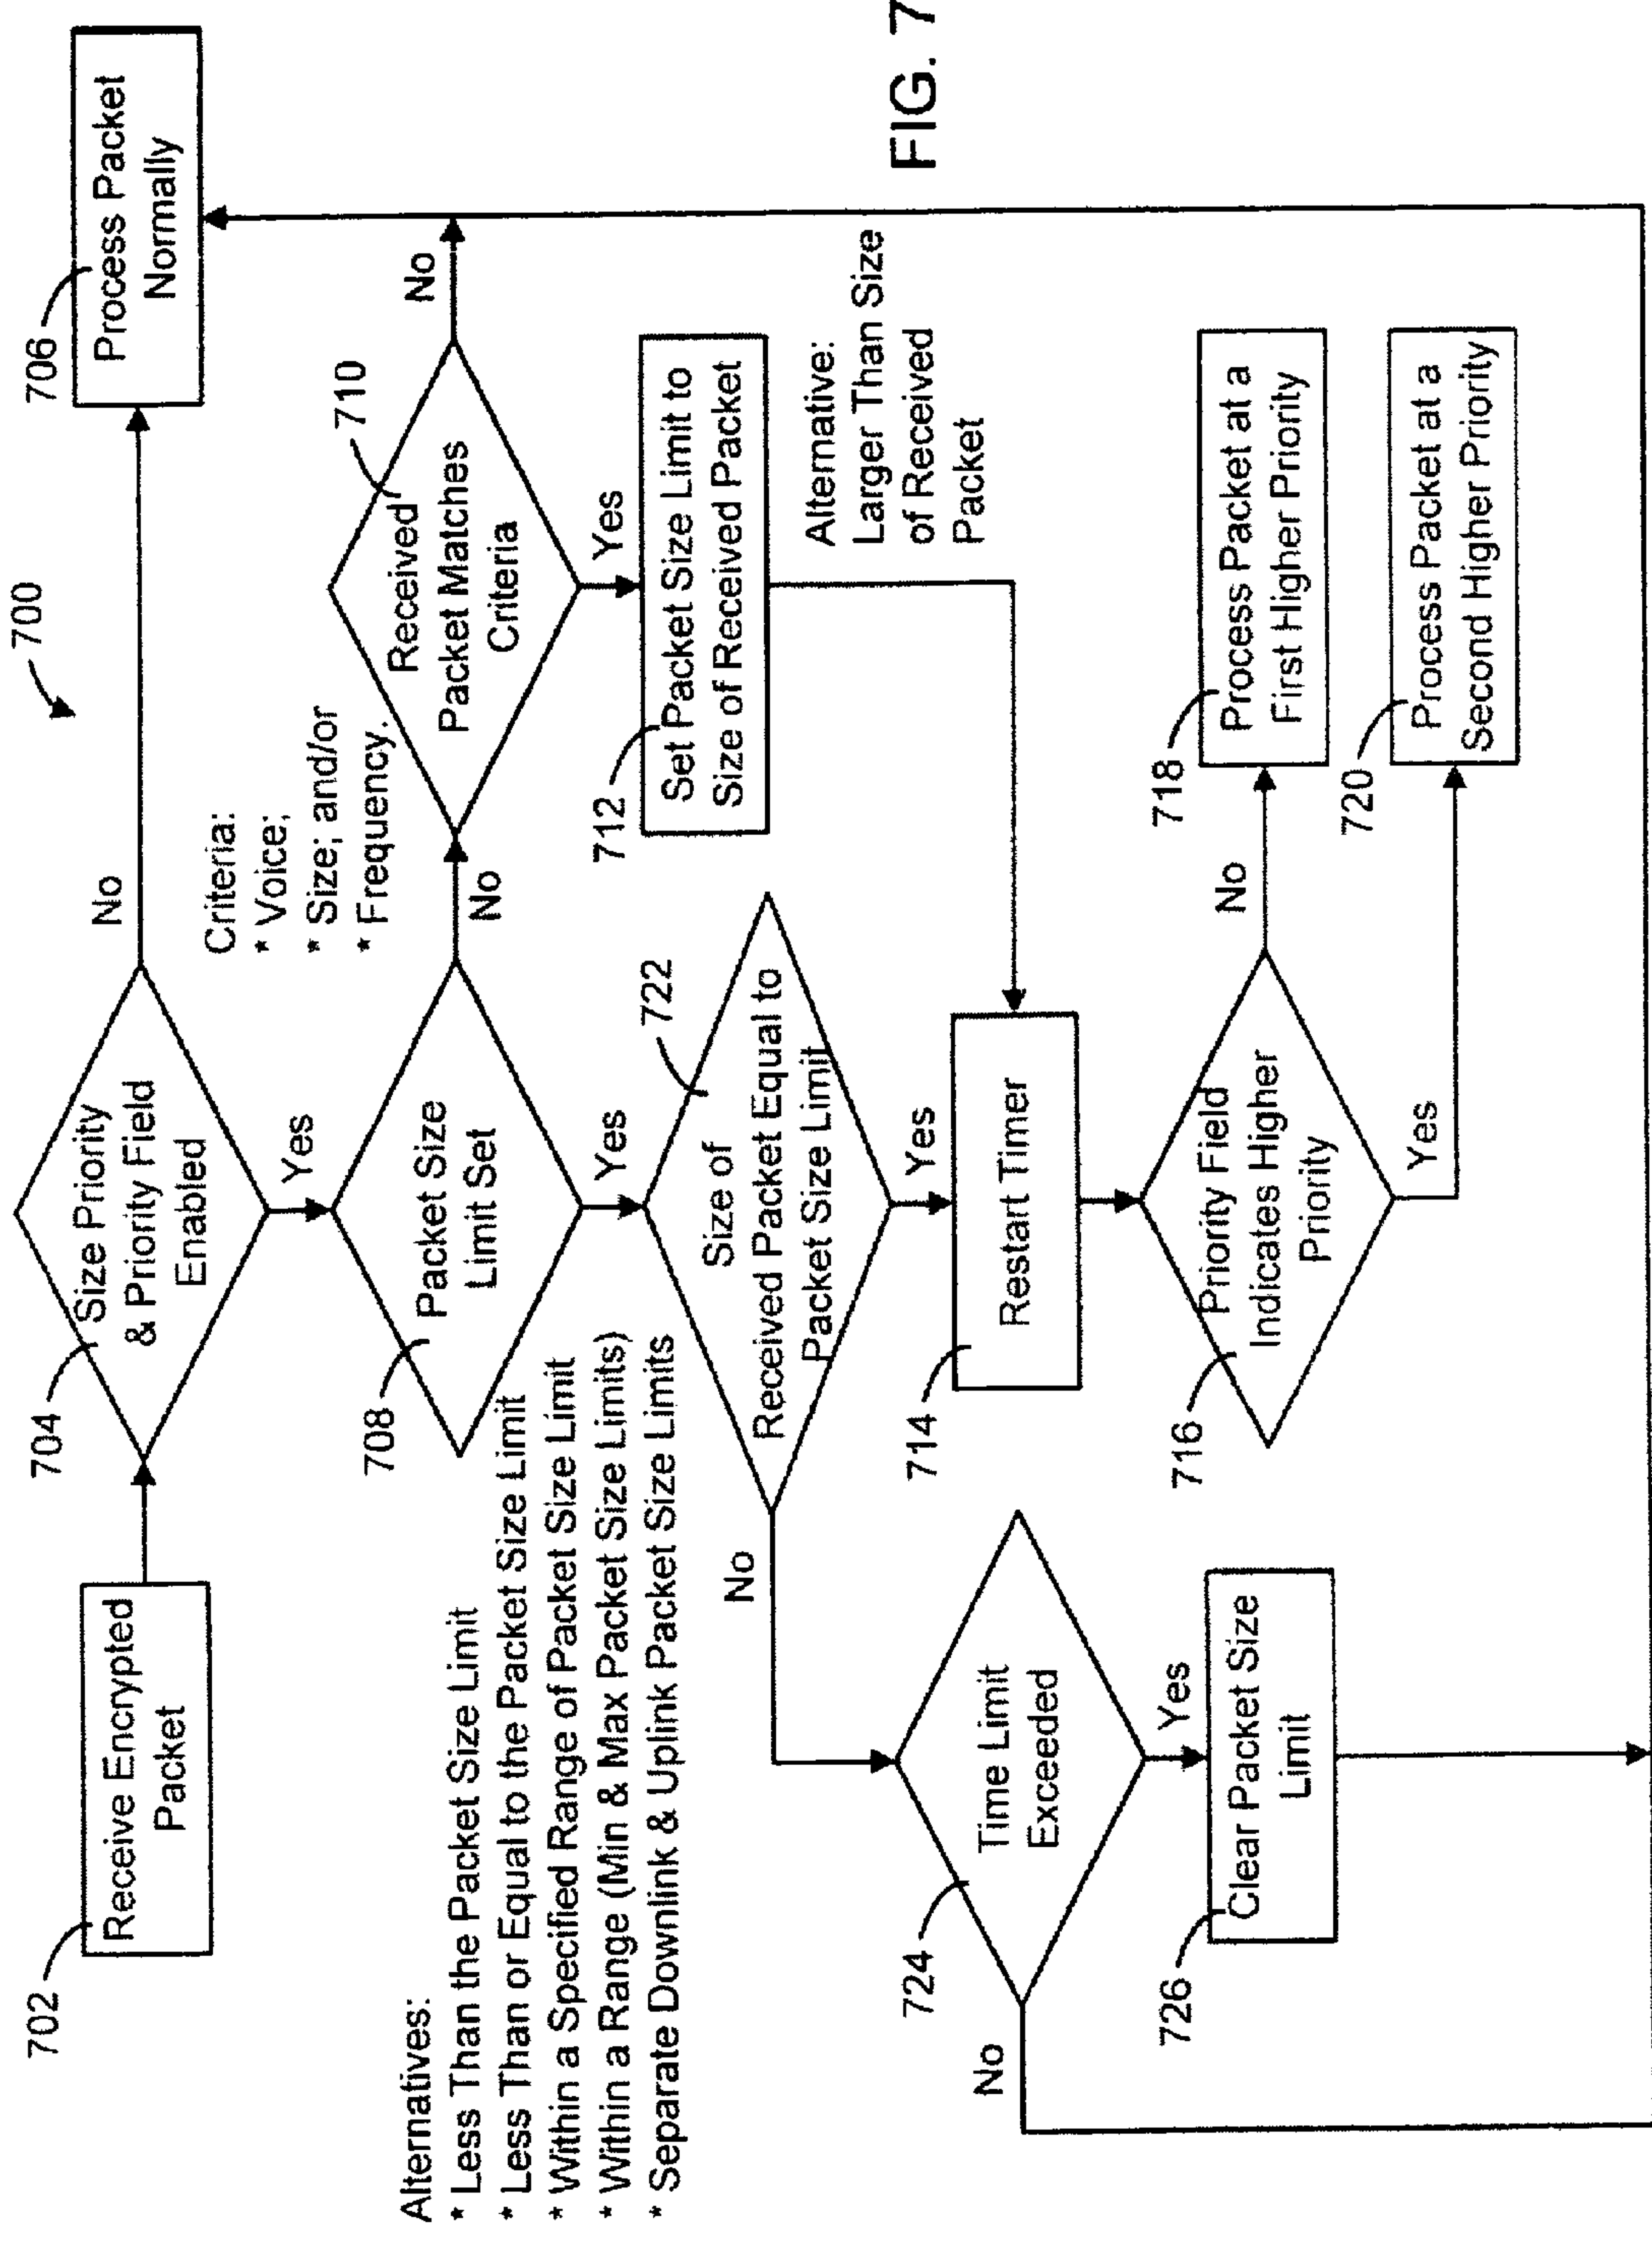 700
702
Receive Encrypted
Packet
704
Size Priority
& Priority Field
Enabled
No
706
Process Packet
Normally
Yes
Criteria:
* Voice;
* Size; and/or
* Frequency.
708
Packet Size
Limit Set
No
710
Received
Packet Matches
Criteria
No
Yes
Yes
712
Set Packet Size Limit to
Size of Received Packet
Alternative:
Larger Than Size
of Received
Packet
Alternatives:
* Less Than the Packet Size Limit
* Less Than or Equal to the Packet Size Limit
* Within a Specified Range of Packet Size Limit
* Within a Range (Min & Max Packet Size Limits)
* Separate Downlink & Uplink Packet Size Limits
722
Size of
Received Packet Equal to
Packet Size Limit
No
Yes
714
Restart Timer
724
Time Limit
Exceeded
No
Yes
716
Priority Field
Indicates Higher
Priority
No
Yes
718
Process Packet at a
First Higher Priority
720
Process Packet at a
Second Higher Priority
726
Clear Packet Size
Limit
FIG. 7